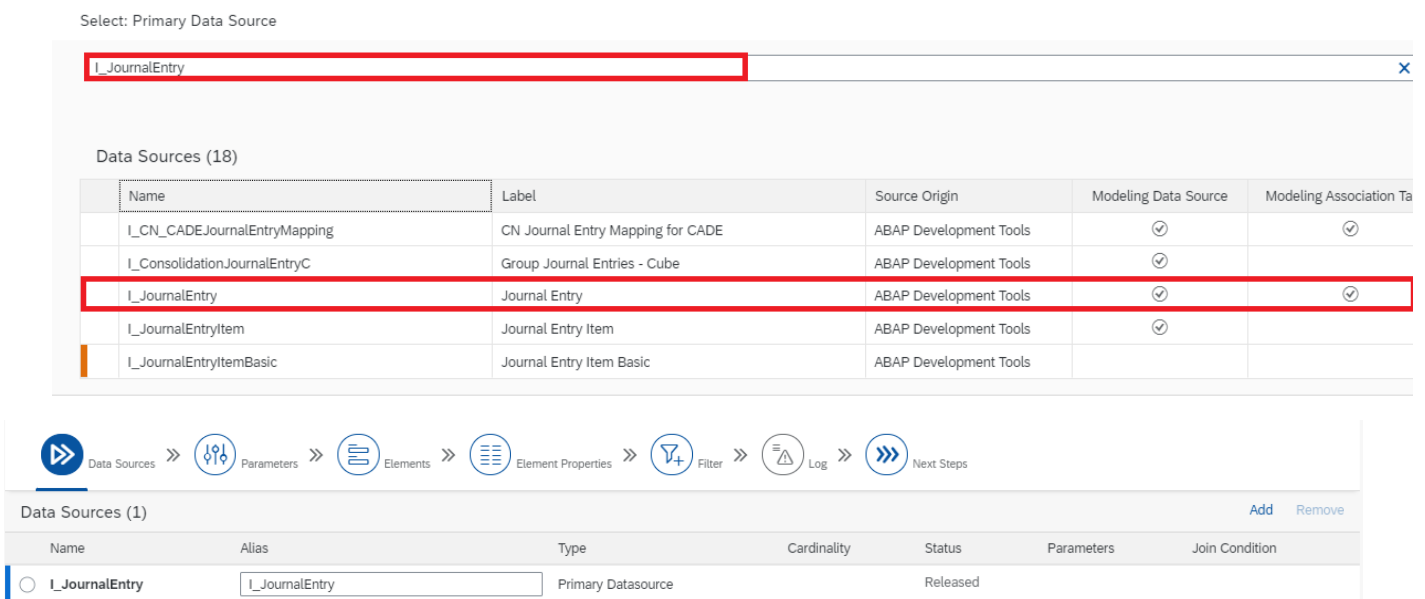 Select: Primary Data Source
I_JournalEntry
Data Sources (18)
Name Label Source Origin Modeling Data Source Modeling Association Ta
I_CN_CADEJournalEntryMapping CN Journal Entry Mapping for CADE ABAP Development Tools
I_ConsolidationJournalEntryC Group Journal Entries - Cube ABAP Development Tools
I_JournalEntry Journal Entry ABAP Development Tools
I_JournalEntryItem Journal Entry Item ABAP Development Tools
I_JournalEntryItemBasic Journal Entry Item Basic ABAP Development Tools
Data Sources Parameters Elements Element Properties Filter Log Next Steps
Data Sources (1) Add Remove
Name Alias Type Cardinality Status Parameters Join Condition
I_JournalEntry I_JournalEntry Primary Datasource Released